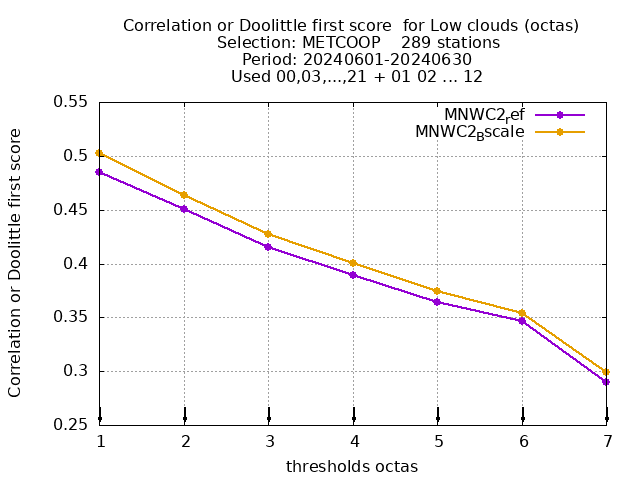 Correlation or Doolittle first score  for Low clouds (octas)
Selection: METCOOP    289 stations
Period: 20240601-20240630
Used 00,03,...,21 + 01 02 ... 12
MNWC2ref
MNWC2Bscale
0.55
0.5
0.45
0.4
0.35
0.3
0.25
Correlation or Doolittle first score
1 2 3 4 5 6 7
thresholds octas